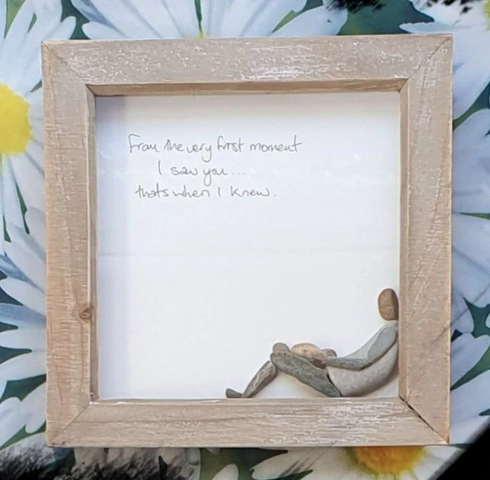 From the very first moment
I saw you...
thats when I knew.